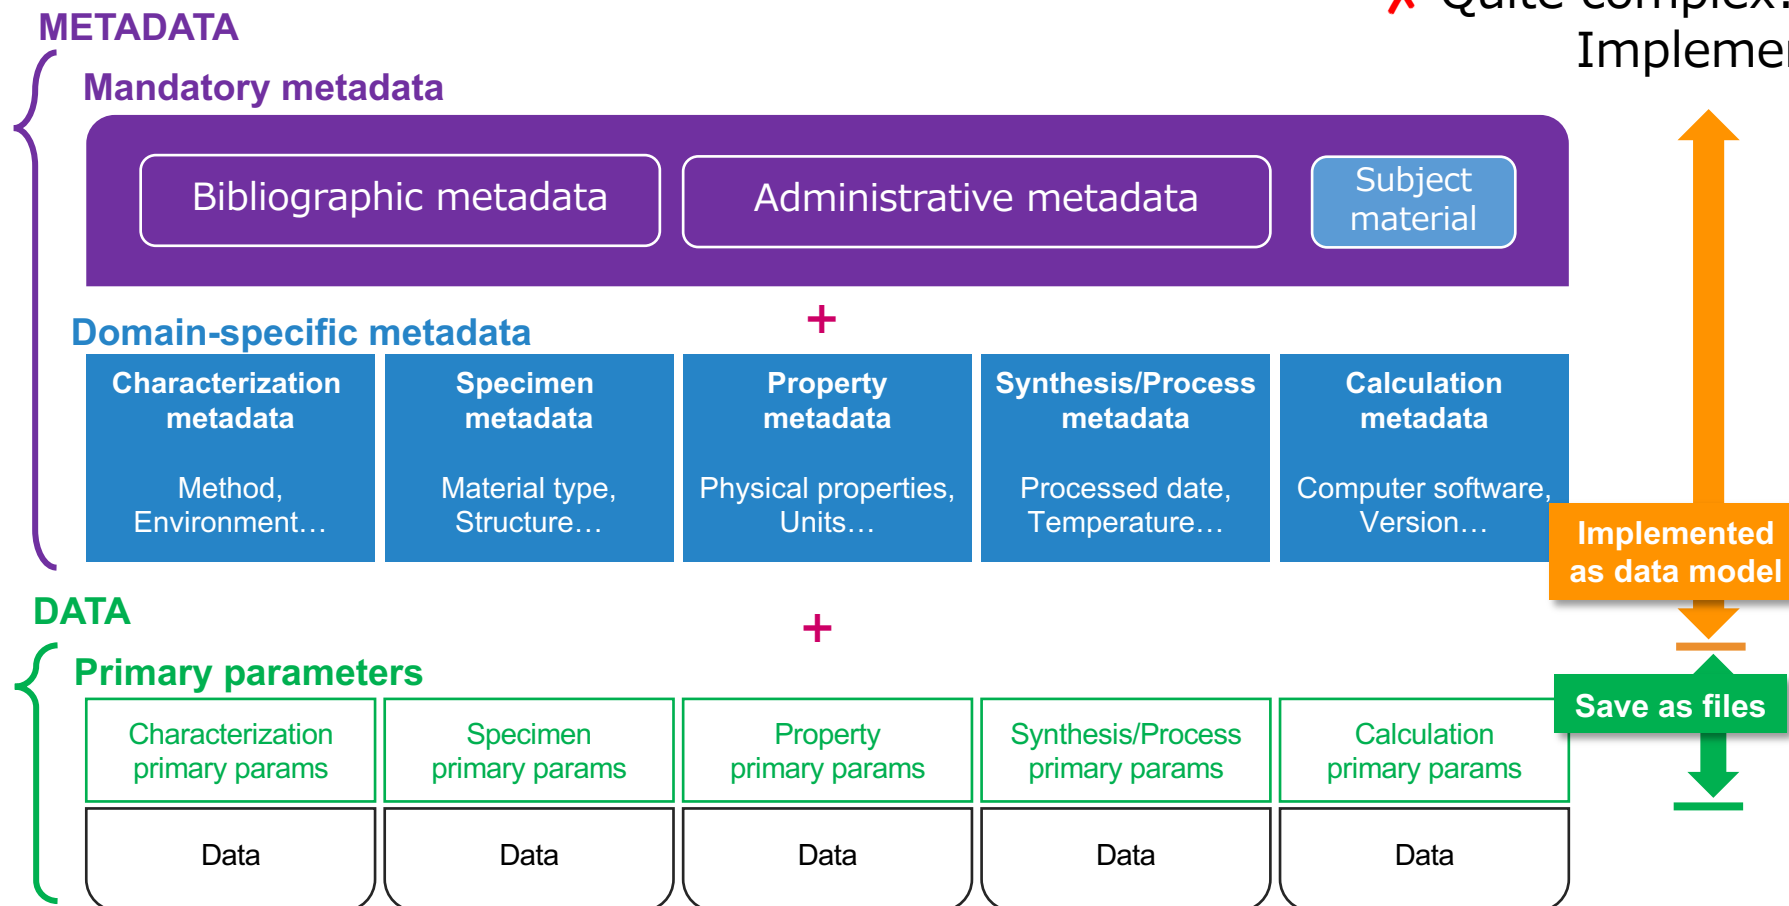 METADATA
Quite complex.
Implemen
Mandatory metadata
Bibliographic metadata
Administrative metadata
Subject
material
+
Domain-specific metadata
Characterization
metadata
Method,
Environment…
Specimen
metadata
Material type,
Structure…
Property
metadata
Physical properties,
Units…
Synthesis/Process
metadata
Processed date,
Temperature…
Calculation
metadata
Computer software,
Version…
Implemented
as data model
DATA
+
Primary parameters
Save as files
Characterization
primary params
Specimen
primary params
Property
primary params
Synthesis/Process
primary params
Calculation
primary params
Data
Data
Data
Data
Data